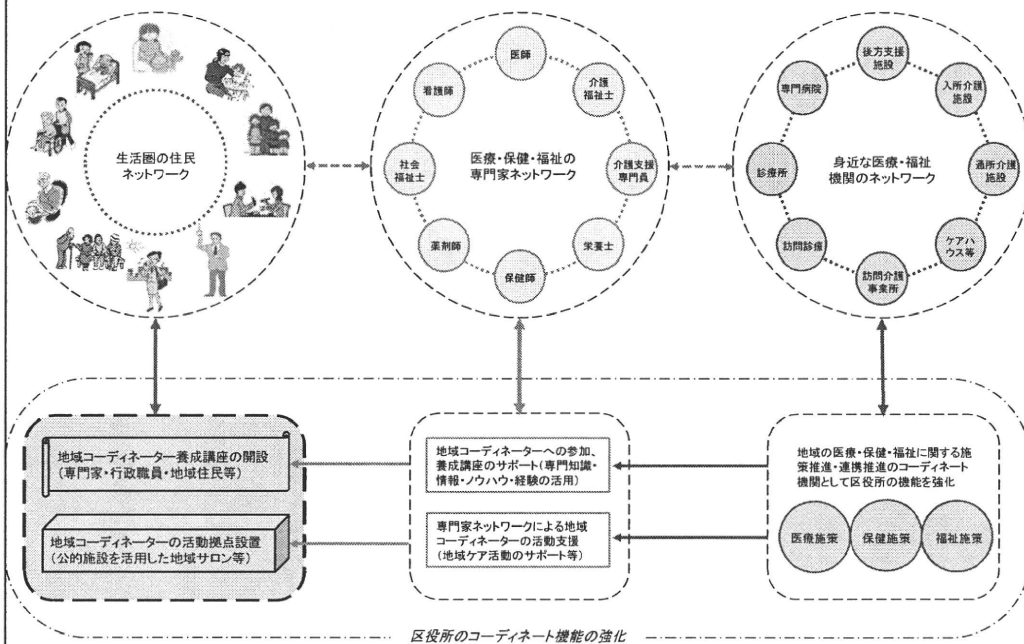 生活圏の住民
ネットワーク
医師
介護
福祉士
介護支援
専門員
栄養士
保健師
薬剤師
社会
福祉士
看護師
医療・保健・福祉の
専門家ネットワーク
後方支援
施設
入所介護
施設
通所介護
施設
ケアハ
ウス等
訪問介護
事業所
訪問診療
診療所
専門病院
身近な医療・福祉
機関のネットワーク
地域コーディネーター養成講座の開設
(専門家・行政職員・地域住民等)
地域コーディネーターの活動拠点設置
(公的施設を活用した地域サロン等)
地域コーディネーターへの参加、
養成講座のサポート(専門知識・
情報・ノウハウ・経験の活用)
専門家ネットワークによる地域
コーディネーターの活動支援
(地域ケア活動のサポート等)
地域の医療・保健・福祉に関する施
策推進・連携推進のコーディネート
機関として区役所の機能を強化
医療施策
保健施策
福祉施策
区役所のコーディネート機能の強化